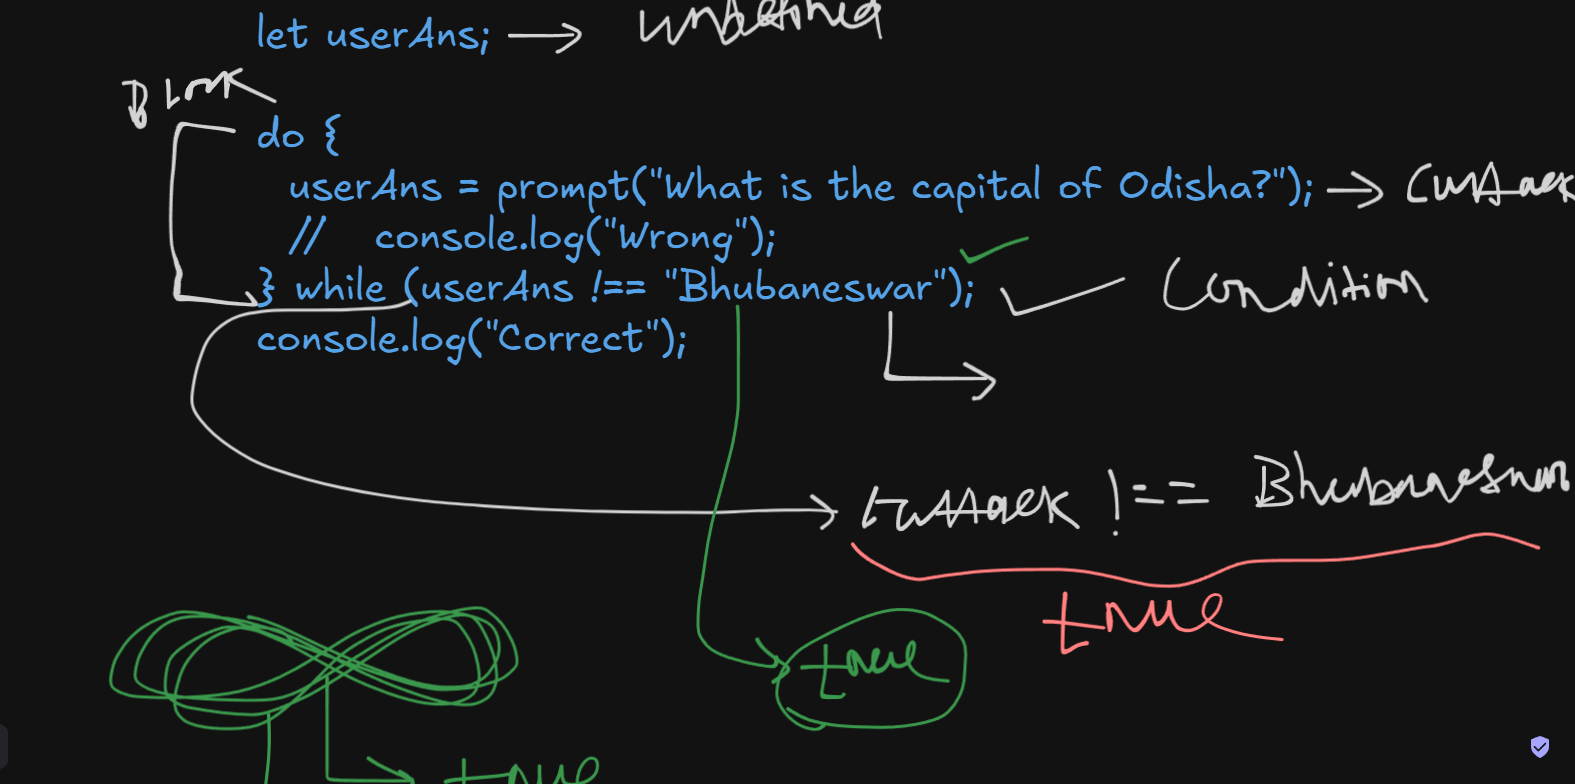 let userAns; → undefined
Block
do {
userAns = prompt("What is the capital of Odisha?"); → Cuttack
// console.log("Wrong");
} while (userAns !== "Bhubaneswar"); Condition
console.log("Correct");
Cuttack !== Bhubaneswar
true
true
true